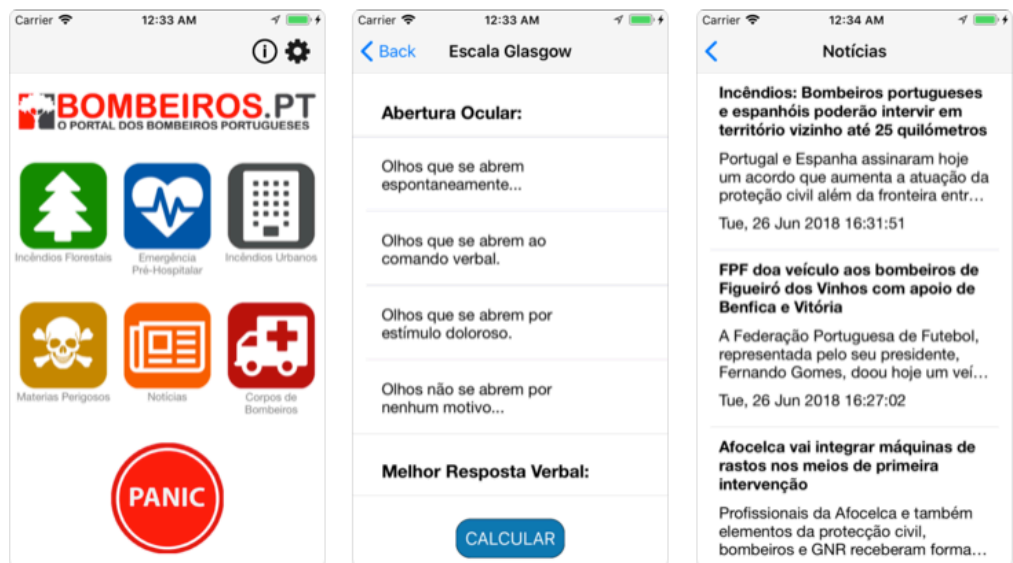 Carrier 12:33 AM
BOMBEIROS.PT
O PORTAL DOS BOMBEIROS PORTUGUESES
Incêndios Florestais
Emergência
Pré-Hospitalar
Incêndios Urbanos
Materias Perigosos
Notícias
Corpos de
Bombeiros
PANIC
Carrier 12:33 AM
Back Escala Glasgow
Abertura Ocular:
Olhos que se abrem
espontaneamente...
Olhos que se abrem ao
comando verbal.
Olhos que se abrem por
estímulo doloroso.
Olhos não se abrem por
nenhum motivo...
Melhor Resposta Verbal:
CALCULAR
Carrier 12:34 AM
Notícias
Incêndios: Bombeiros portugueses
e espanhóis poderão intervir em
território vizinho até 25 quilómetros
Portugal e Espanha assinaram hoje
um acordo que aumenta a atuação da
proteção civil além da fronteira entr...
Tue, 26 Jun 2018 16:31:51
FPF doa veículo aos bombeiros de
Figueiró dos Vinhos com apoio de
Benfica e Vitória
A Federação Portuguesa de Futebol,
representada pelo seu presidente,
Fernando Gomes, doou hoje um veí...
Tue, 26 Jun 2018 16:27:02
Afocelca vai integrar máquinas de
rastos nos meios de primeira
intervenção
Profissionais da Afocelca e também
elementos da protecção civil,
bombeiros e GNR receberam forma...